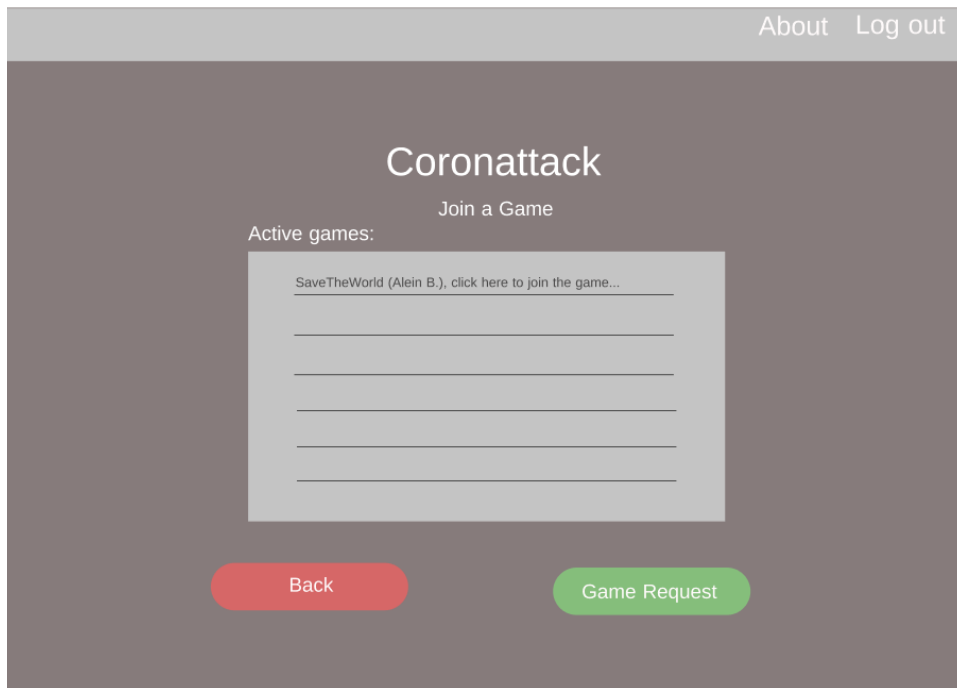 About Log out
Coronattack
Join a Game
Active games:
SaveTheWorld (Alein B.), click here to join the game...
Back
Game Request